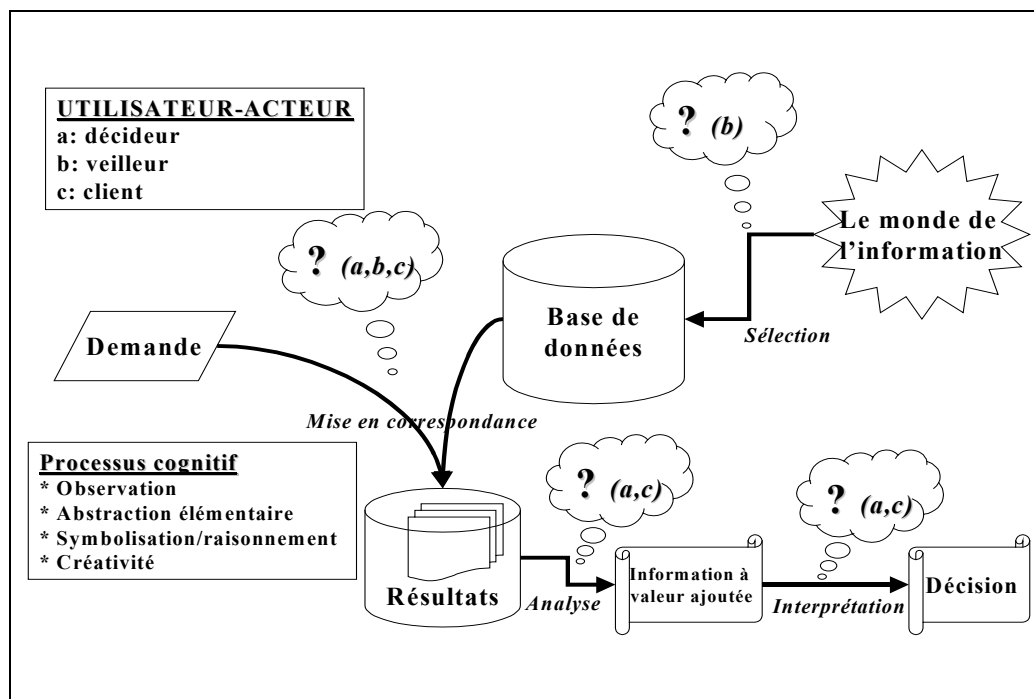 UTILISATEUR-ACTEUR
a: décideur
b: veilleur
c: client
? (b)
Le monde de
l’information
? (a,b,c)
Base de
données
Sélection
Demande
Mise en correspondance
Processus cognitif
* Observation
* Abstraction élémentaire
* Symbolisation/raisonnement
* Créativité
? (a,c)
? (a,c)
Résultats
Analyse
Information à
valeur ajoutée
Interprétation
Décision